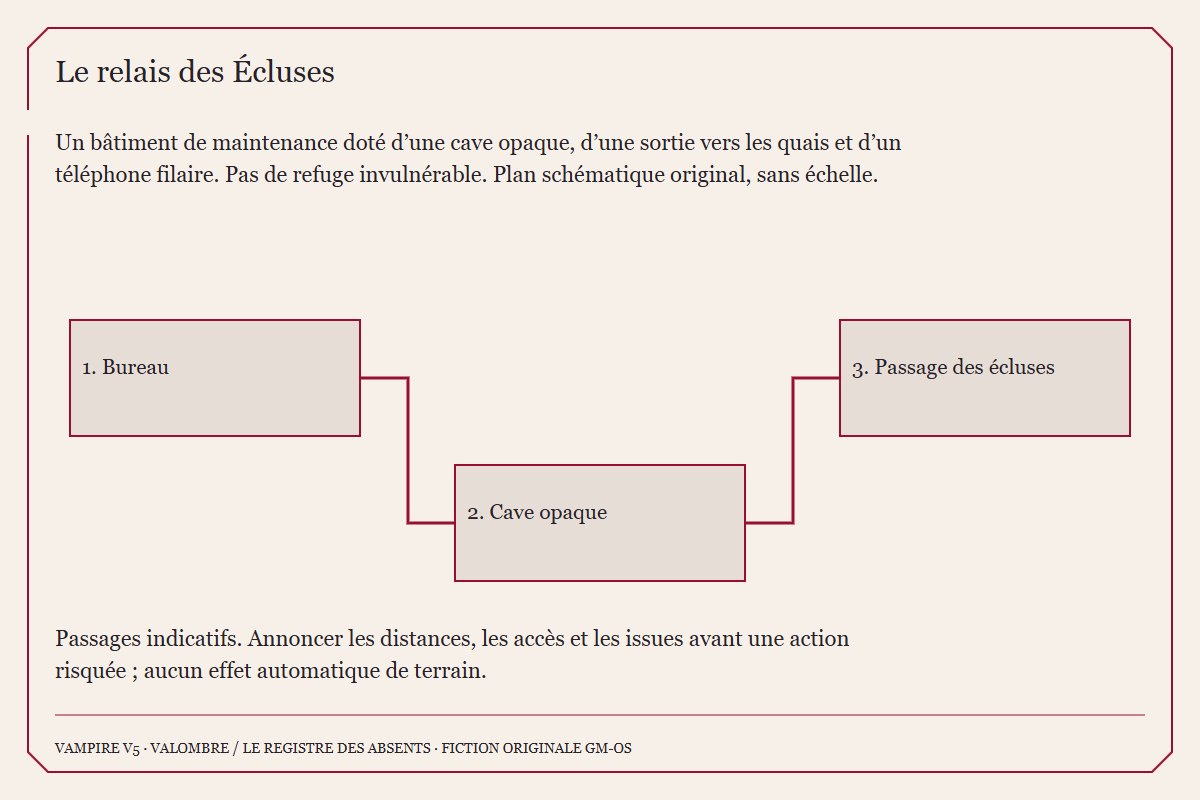 Le relais des Écluses
Un bâtiment de maintenance doté d’une cave opaque, d’une sortie vers les quais et d’un
téléphone filaire. Pas de refuge invulnérable. Plan schématique original, sans échelle.
1. Bureau
3. Passage des écluses
2. Cave opaque
Passages indicatifs. Annoncer les distances, les accès et les issues avant une action
risquée ; aucun effet automatique de terrain.
VAMPIRE V5 · VALOMBRE / LE REGISTRE DES ABSENTS · FICTION ORIGINALE GM-OS